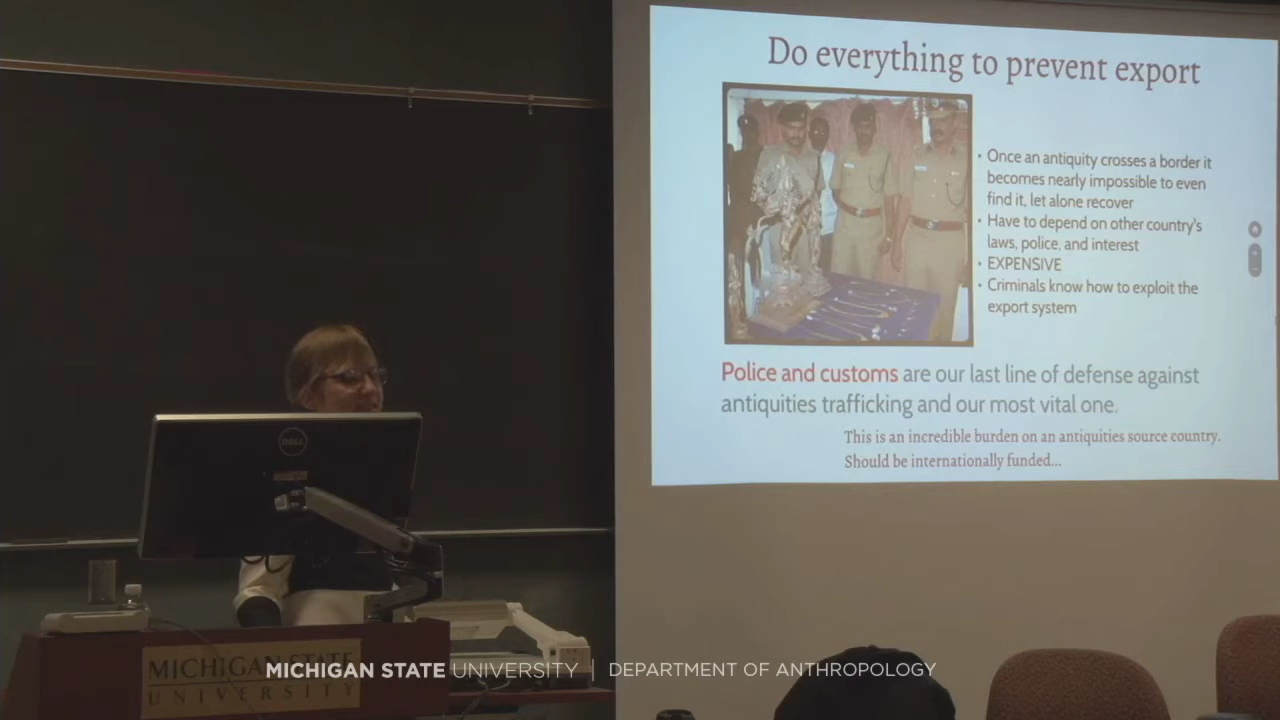 Do everything to prevent export
• Once an antiquity crosses a border it
becomes nearly impossible to even
find it, let alone recover
• Have to depend on other country's
laws, police, and interest
• EXPENSIVE
• Criminals know how to exploit the
export system
Police and customs are our last line of defense against
antiquities trafficking and our most vital one.
This is an incredible burden on an antiquities source country.
Should be internationally funded...
DELL
MICHIGAN STATE
UNIVERSITY
MICHIGAN STATE UNIVERSITY | DEPARTMENT OF ANTHROPOLOGY